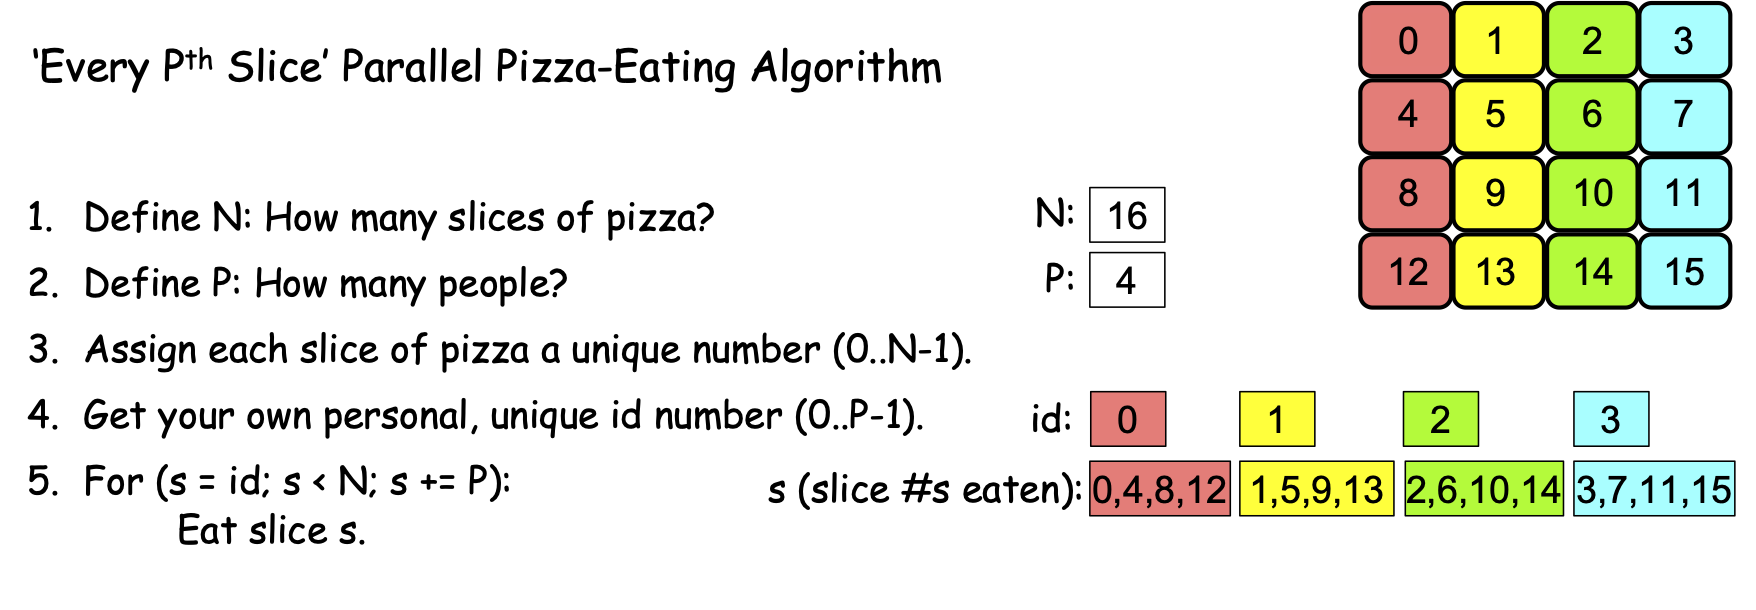 ‘Every Pth Slice’ Parallel Pizza-Eating Algorithm
0 1 2 3
4 5 6 7
8 9 10 11
12 13 14 15
1. Define N: How many slices of pizza?
N: 16
2. Define P: How many people?
P: 4
3. Assign each slice of pizza a unique number (0..N-1).
4. Get your own personal, unique id number (0..P-1).
id: 0 1 2 3
5. For (s = id; s < N; s += P):
Eat slice s.
s (slice #s eaten): 0,4,8,12 1,5,9,13 2,6,10,14 3,7,11,15